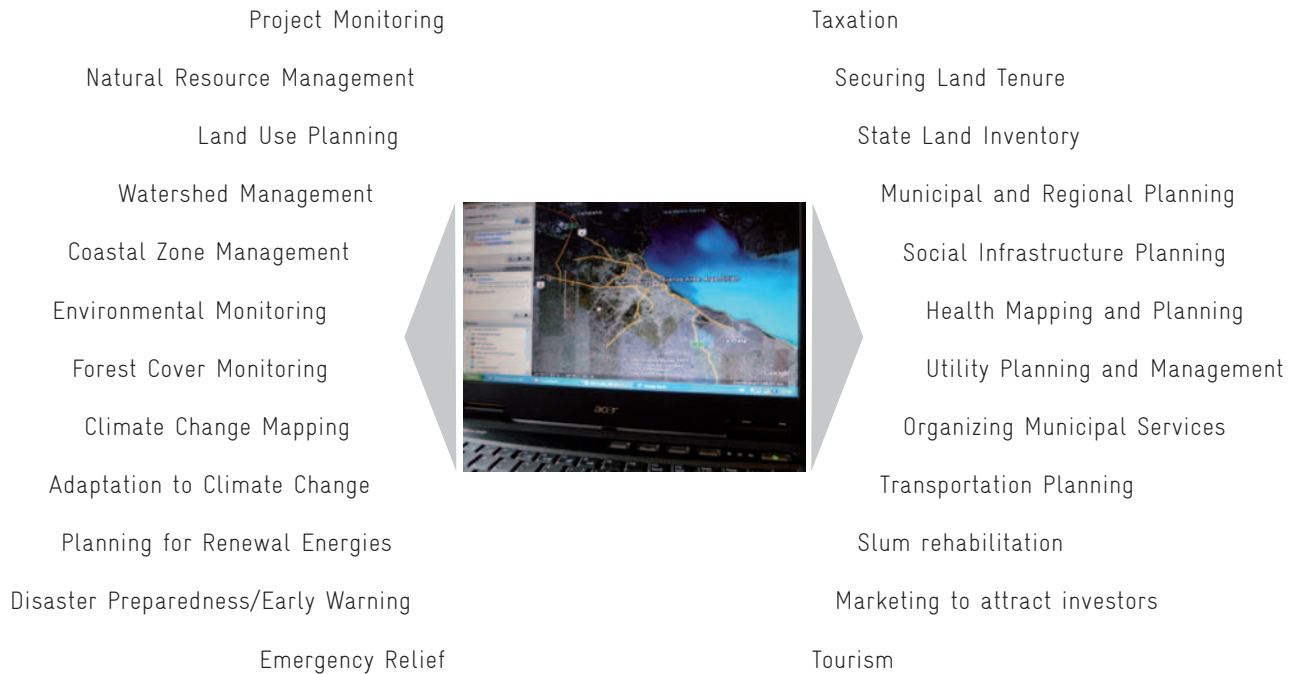 Project Monitoring
Natural Resource Management
Land Use Planning
Watershed Management
Coastal Zone Management
Environmental Monitoring
Forest Cover Monitoring
Climate Change Mapping
Adaptation to Climate Change
Planning for Renewal Energies
Disaster Preparedness/Early Warning
Emergency Relief
acer
Taxation
Securing Land Tenure
State Land Inventory
Municipal and Regional Planning
Social Infrastructure Planning
Health Mapping and Planning
Utility Planning and Management
Organizing Municipal Services
Transportation Planning
Slum rehabilitation
Marketing to attract investors
Tourism